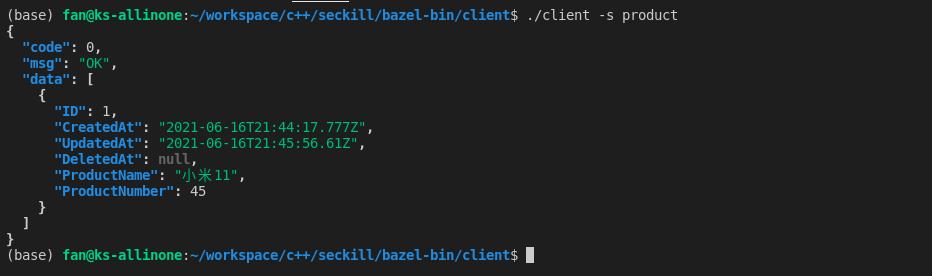 (base) fan@ks-allinone:~/workspace/c++/seckill/bazel-bin/client$ ./client -s product
{
  "code": 0,
  "msg": "OK",
  "data": [
    {
      "ID": 1,
      "CreatedAt": "2021-06-16T21:44:17.777Z",
      "UpdatedAt": "2021-06-16T21:45:56.61Z",
      "DeletedAt": null,
      "ProductName": "小米11",
      "ProductNumber": 45
    }
  ]
}
(base) fan@ks-allinone:~/workspace/c++/seckill/bazel-bin/client$